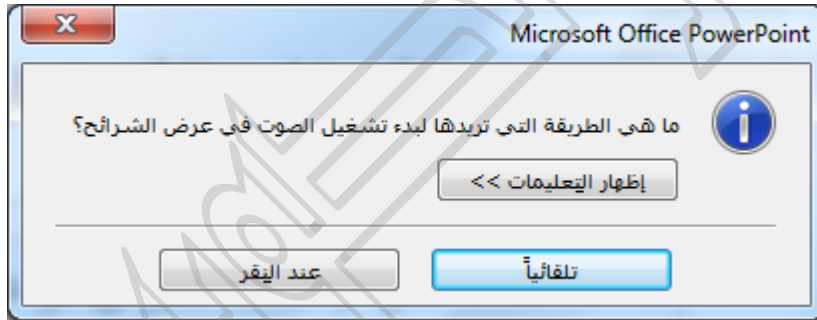 Microsoft Office PowerPoint
ما هي الطريقة التي تريدها لبدء تشغيل الصوت في عرض الشرائح؟
إظهار التعليمات >>
تلقائياً
عند النقر